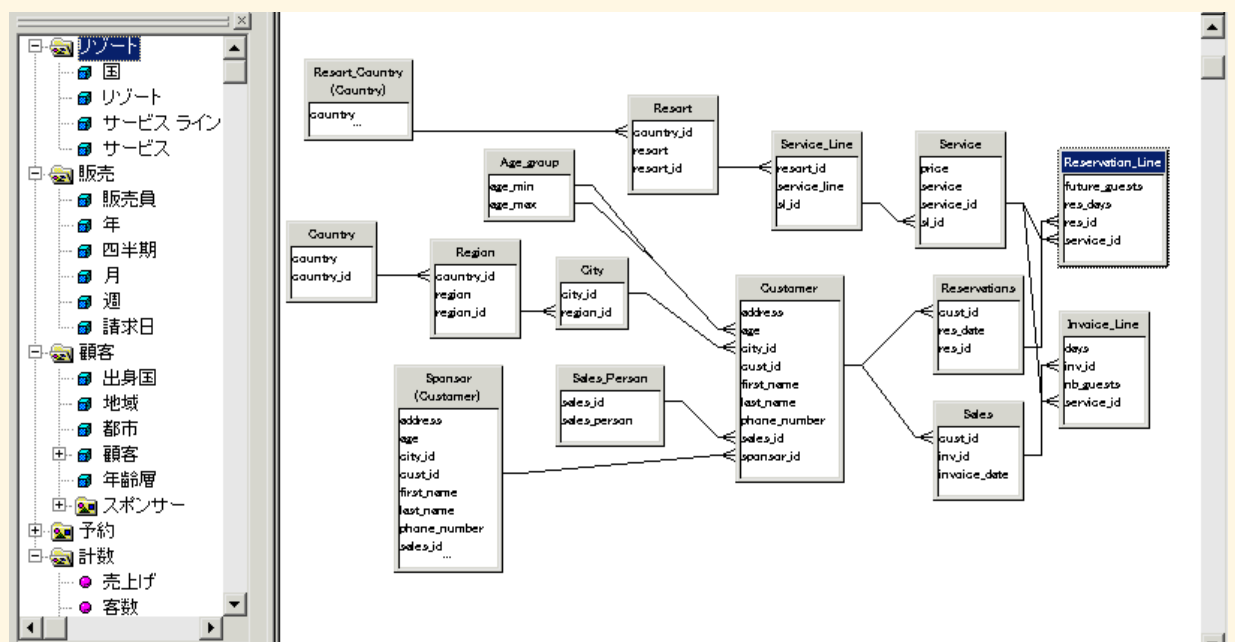 リゾート
国
リゾート
サービス ライン
サービス
販売
販売員
年
四半期
月
週
請求日
顧客
出身国
地域
都市
顧客
年齢層
スポンサー
予約
計数
売上げ
客数
Resort_Country
(Country)
country
...
Resort
country_id
resort
resort_id
Service_Line
resort_id
service_line
sl_id
Service
price
service
service_id
sl_id
Reservation_Line
future_guests
res_days
res_id
service_id
Age_group
age_min
age_max
Country
country
country_id
Region
country_id
region
region_id
City
city_id
region_id
Customer
address
age
city_id
cust_id
first_name
last_name
phone_number
sales_id
sponsor_id
Reservations
cust_id
res_date
res_id
Invoice_Line
days
inv_id
nb_guests
service_id
Sponsor
(Customer)
address
age
city_id
cust_id
first_name
last_name
phone_number
sales_id
...
Sales_Person
sales_id
sales_person
Sales
cust_id
inv_id
invoice_date